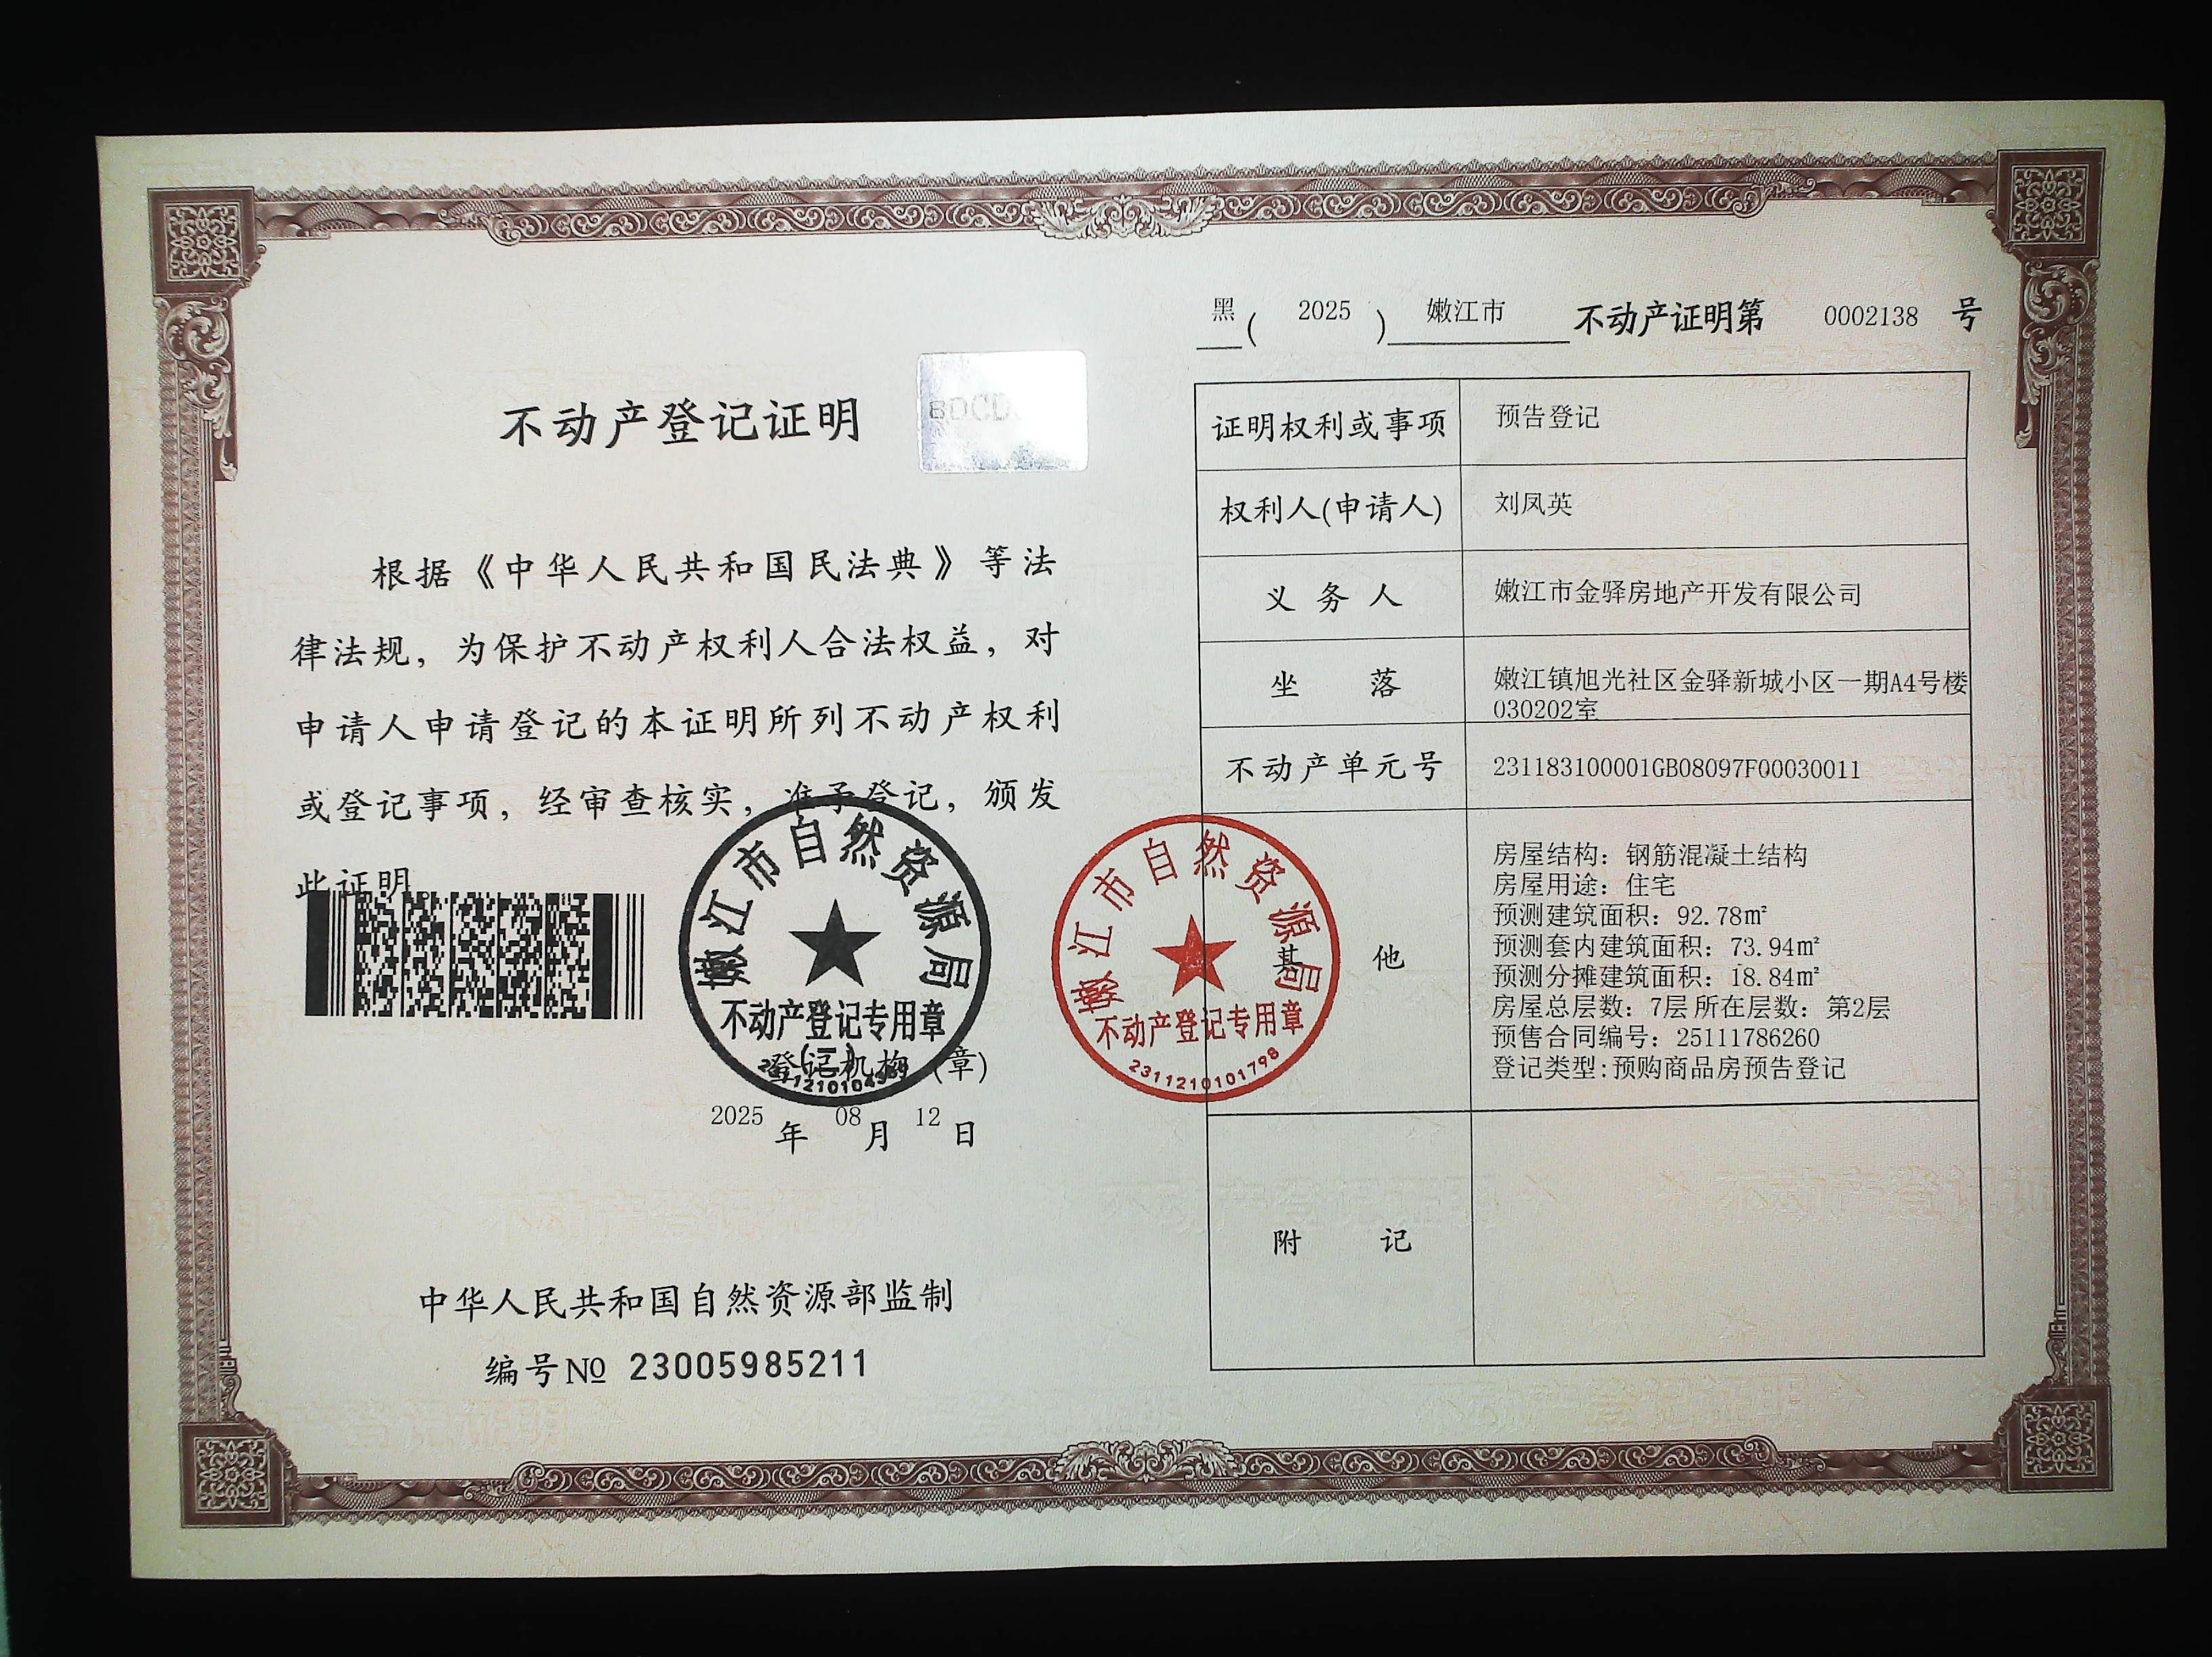 不动产登记证明
BDCD
根据《中华人民共和国民法典》等法
律法规，为保护不动产权利人合法权益，对
申请人申请登记的本证明所列不动产权利
或登记事项，经审查核实，准予登记，颁发
此证明
嫩江市自然资源局
不动产登记专用章
登记机构（章）
2025年08月12日
中华人民共和国自然资源部监制
编号№ 23005985211
黑(2025)嫩江市不动产证明第0002138号
证明权利或事项 预告登记
权利人(申请人) 刘凤英
义务人 嫩江市金驿房地产开发有限公司
坐落 嫩江镇旭光社区金驿新城小区一期A4号楼
030202室
不动产单元号 231183100001GB08097F00030011
其他
房屋结构：钢筋混凝土结构
房屋用途：住宅
预测建筑面积：92.78㎡
预测套内建筑面积：73.94㎡
预测分摊建筑面积：18.84㎡
房屋总层数：7层 所在层数：第2层
预售合同编号：25111786260
登记类型:预购商品房预告登记
嫩江市自然资源局
不动产登记专用章
2311210101798
附记